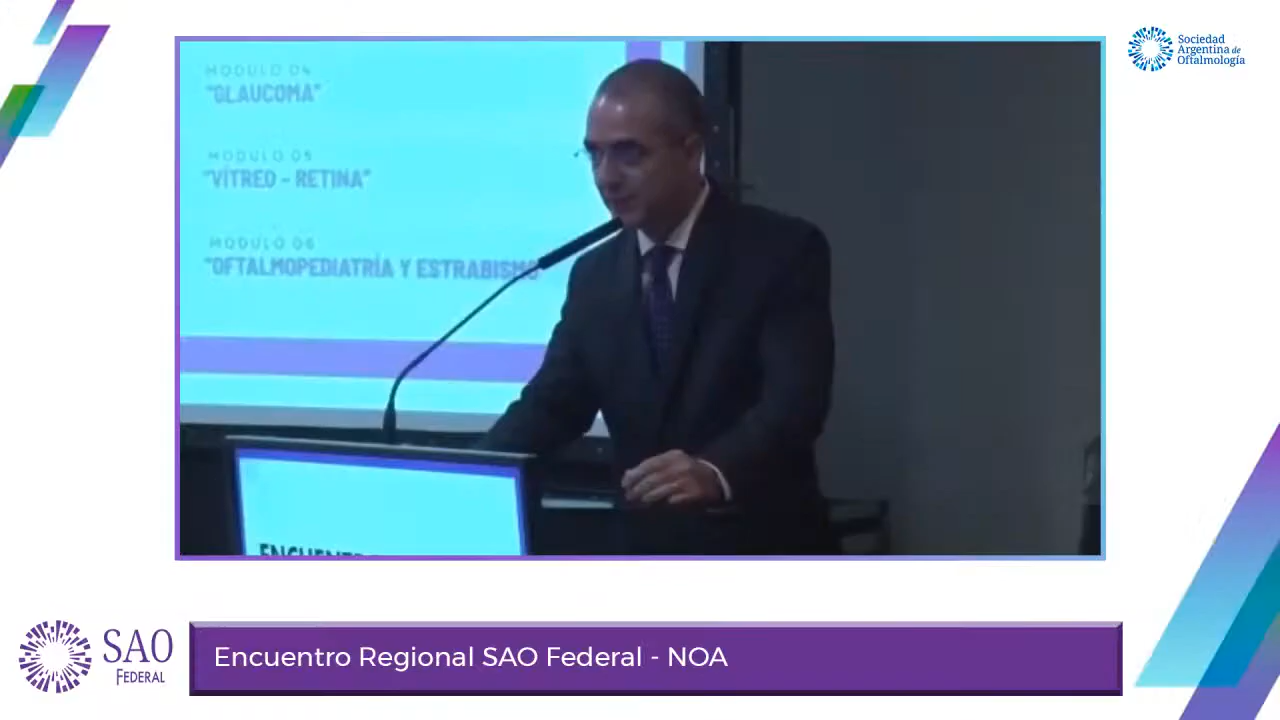 Sociedad
Argentina de
Oftalmología
MODULO 04
"GLAUCOMA"
MODULO 05
"VÍTREO - RETINA"
MODULO 06
"OFTALMOPEDIATRÍA Y ESTRABISMO
SAO
FEDERAL
Encuentro Regional SAO Federal - NOA